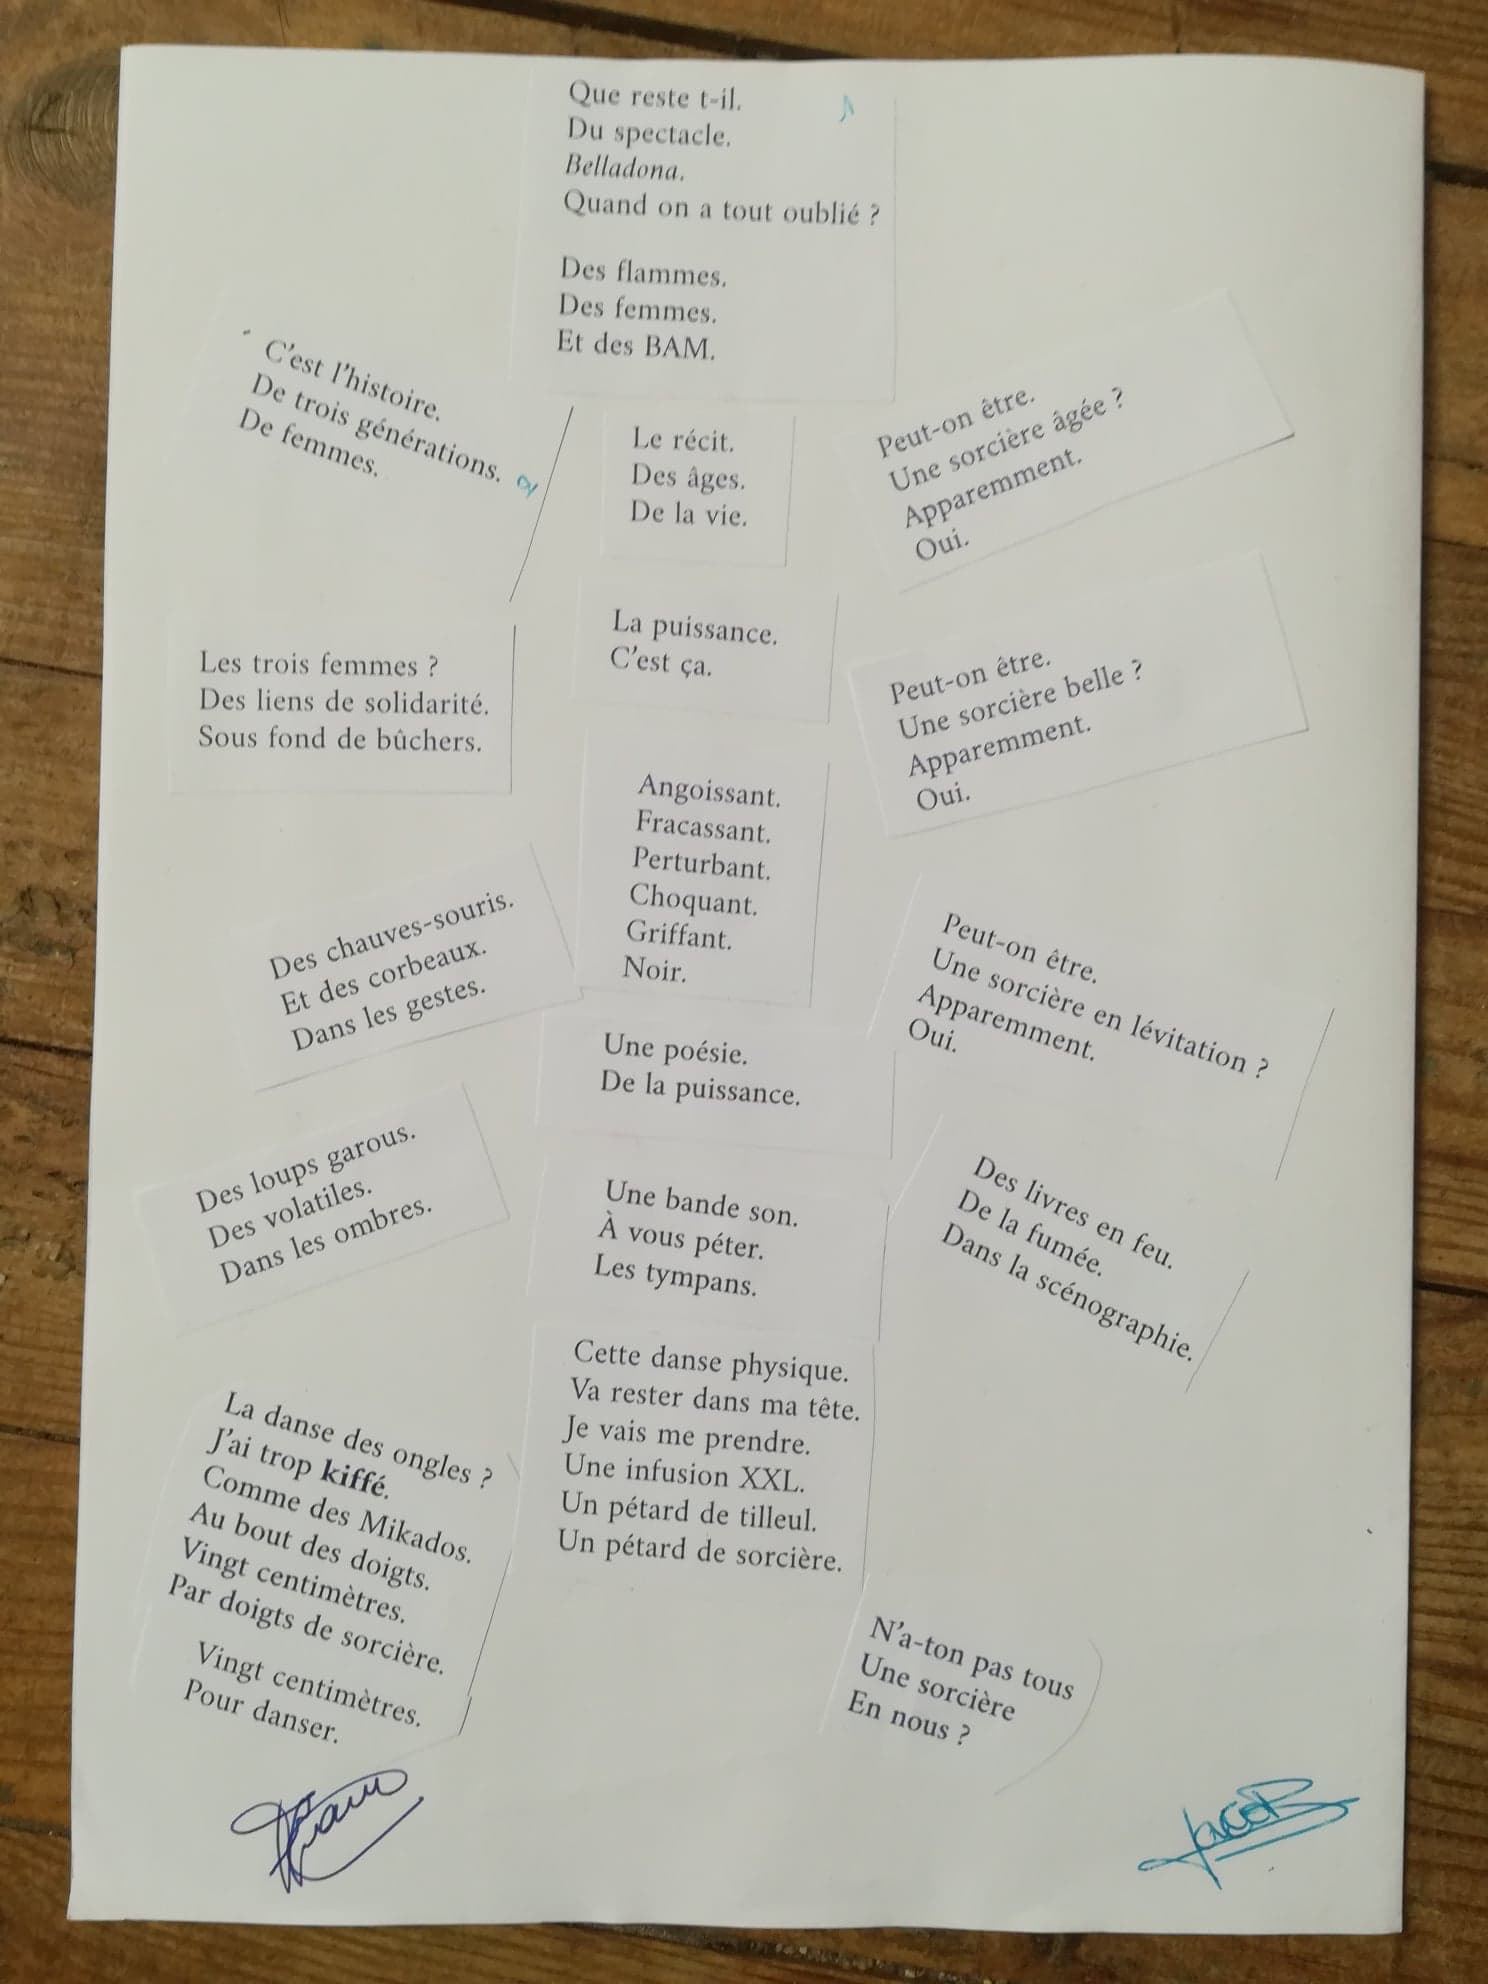 Que reste t-il.
Du spectacle.
Belladona.
Quand on a tout oublié ?
Des flammes.
Des femmes.
Et des BAM.
C'est l'histoire.
De trois générations.
De femmes.
Le récit.
Des âges.
De la vie.
Peut-on être.
Une sorcière âgée ?
Apparemment.
Oui.
Les trois femmes ?
Des liens de solidarité.
Sous fond de bûchers.
La puissance.
C'est ça.
Peut-on être.
Une sorcière belle ?
Apparemment.
Oui.
Angoissant.
Fracassant.
Perturbant.
Choquant.
Griffant.
Noir.
Des chauves-souris.
Et des corbeaux.
Dans les gestes.
Peut-on être.
Une sorcière en lévitation ?
Apparemment.
Oui.
Une poésie.
De la puissance.
Des loups garous.
Des volatiles.
Dans les ombres.
Une bande son.
À vous péter.
Les tympans.
Des livres en feu.
De la fumée.
Dans la scénographie.
La danse des ongles ?
J'ai trop kiffé.
Comme des Mikados.
Au bout des doigts.
Vingt centimètres.
Par doigts de sorcière.
Vingt centimètres.
Pour danser.
Cette danse physique.
Va rester dans ma tête.
Je vais me prendre.
Une infusion XXL.
Un pétard de tilleul.
Un pétard de sorcière.
N'a-ton pas tous
Une sorcière
En nous ?
JACOB